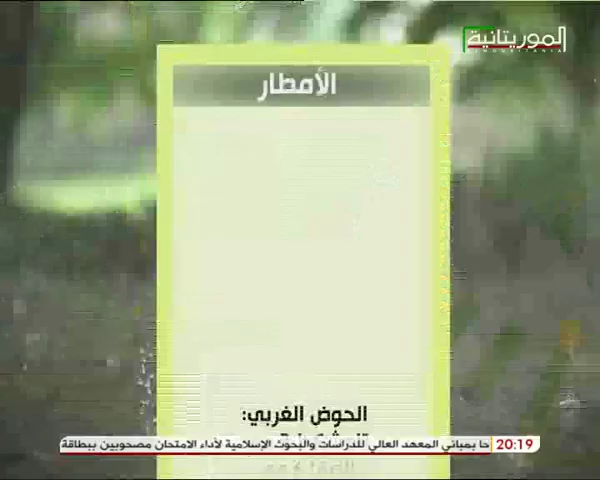 الموريتانية
الأمطار
الحوض الغربي:
20:19 حا بمباني المعهد العالي للدراسات والبحوث الإسلامية لأداء الامتحان مصحوبين ببطاقة